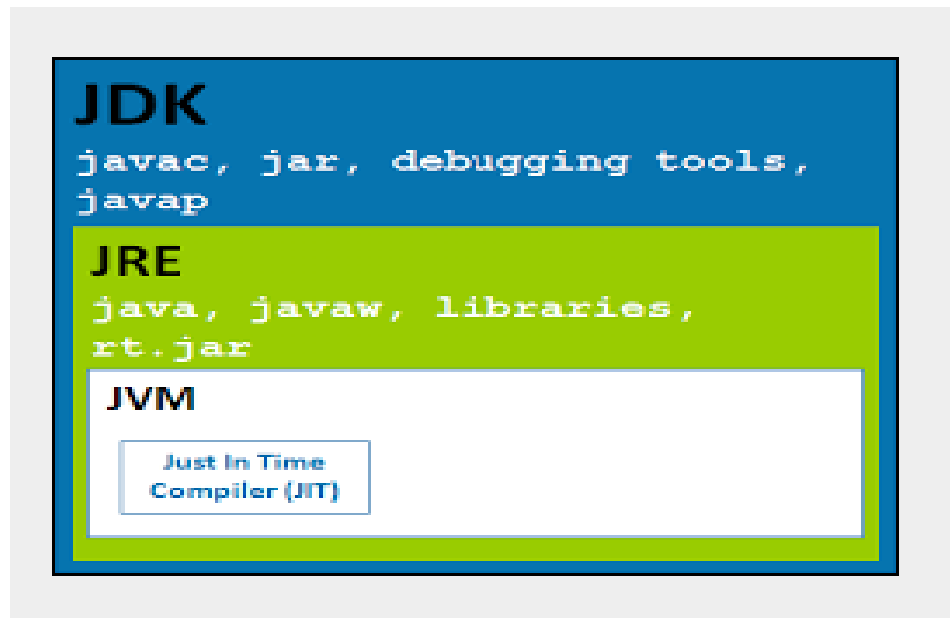 JDK
javac, jar, debugging tools,
javap
JRE
java, javaw, libraries,
rt.jar
JVM
Just In Time
Compiler (JIT)